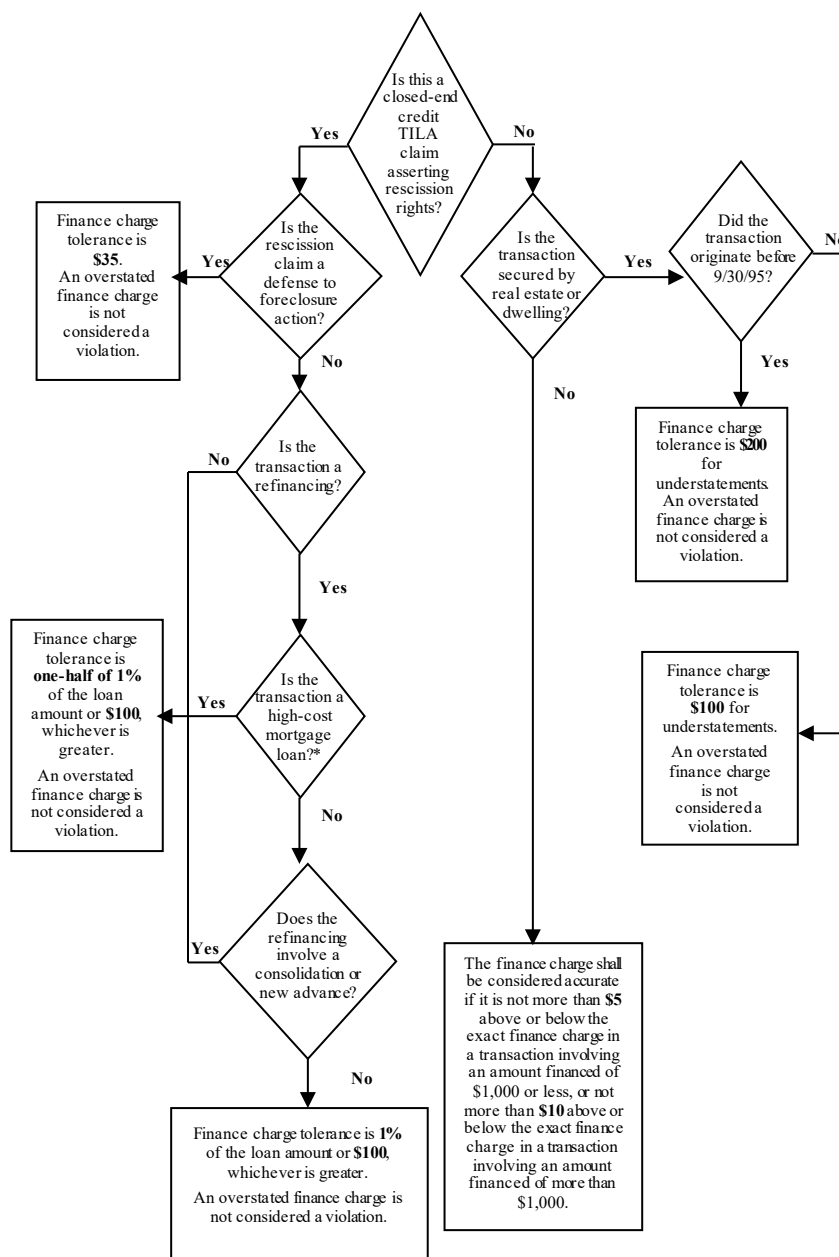 Is this a
closed-end
credit
TILA
claim
asserting
rescission
rights?
Yes
No
Is the
rescission
claim a
defense to
foreclosure
action?
Yes
Finance charge
tolerance is
$35.
An overstated
finance charge
is not
considered a
violation.
No
Is the
transaction a
refinancing?
No
Yes
Is the
transaction a
high-cost
mortgage
loan?*
Yes
Finance charge
tolerance is
one-half of 1%
of the loan
amount or $100,
whichever is
greater.
An overstated
finance charge is
not considered a
violation.
No
Does the
refinancing
involve a
consolidation or
new advance?
Yes
No
Finance charge tolerance is 1%
of the loan amount or $100,
whichever is greater.
An overstated finance charge is
not considered a violation.
Is the
transaction
secured by
real estate or
dwelling?
Yes
No
The finance charge shall
be considered accurate
if it is not more than $5
above or below the
exact finance charge in
a transaction involving
an amount financed of
$1,000 or less, or not
more than $10 above or
below the exact finance
charge in a transaction
involving an amount
financed of more than
$1,000.
Did the
transaction
originate before
9/30/95?
No
Yes
Finance charge
tolerance is $200
for
understatements.
An overstated
finance charge is
not considered a
violation.
Finance charge
tolerance is
$100 for
understatements.
An overstated
finance charge
is not
considered a
violation.